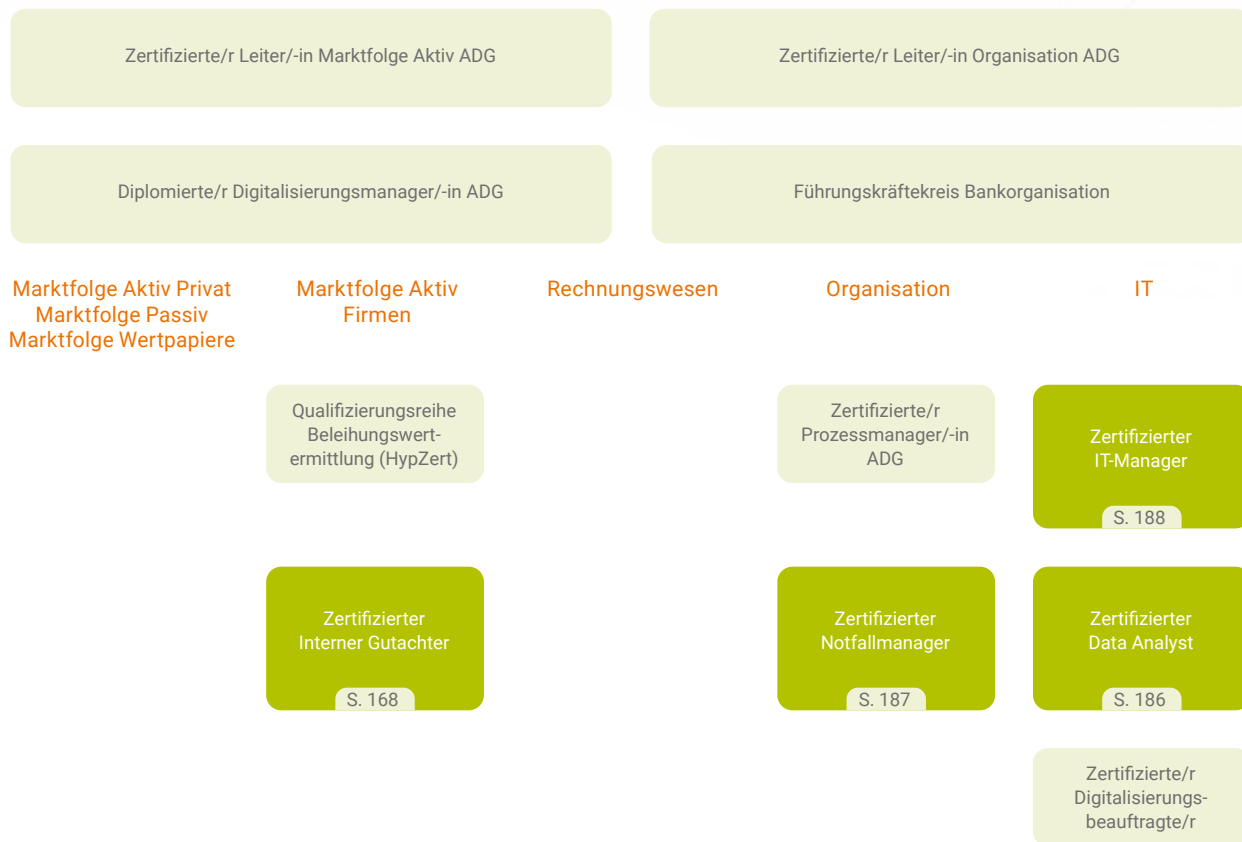 Zertifizierte/r Leiter/-in Marktfolge Aktiv ADG
Zertifizierte/r Leiter/-in Organisation ADG
Diplomierte/r Digitalisierungsmanager/-in ADG
Führungskräftekreis Bankorganisation
Marktfolge Aktiv Privat
Marktfolge Passiv
Marktfolge Wertpapiere
Marktfolge Aktiv
Firmen
Rechnungswesen
Organisation
IT
Qualifizierungsreihe
Beleihungswert-
ermittlung (HypZert)
Zertifizierte/r
Prozessmanager/-in
ADG
Zertifizierter
IT-Manager
S. 188
Zertifizierter
Interner Gutachter
S. 168
Zertifizierter
Notfallmanager
S. 187
Zertifizierter
Data Analyst
S. 186
Zertifizierte/r
Digitalisierungs-
beauftragte/r